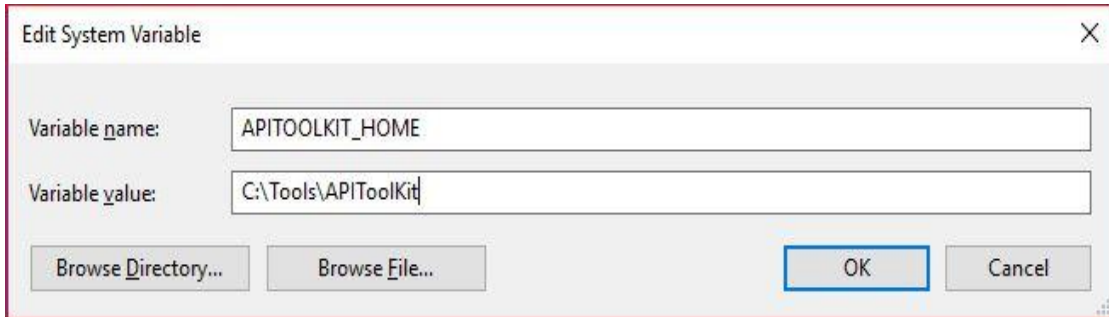 Edit System Variable
Variable name: APITOOLKIT_HOME
Variable value: C:\Tools\APIToolKit
Browse Directory... Browse File... OK Cancel